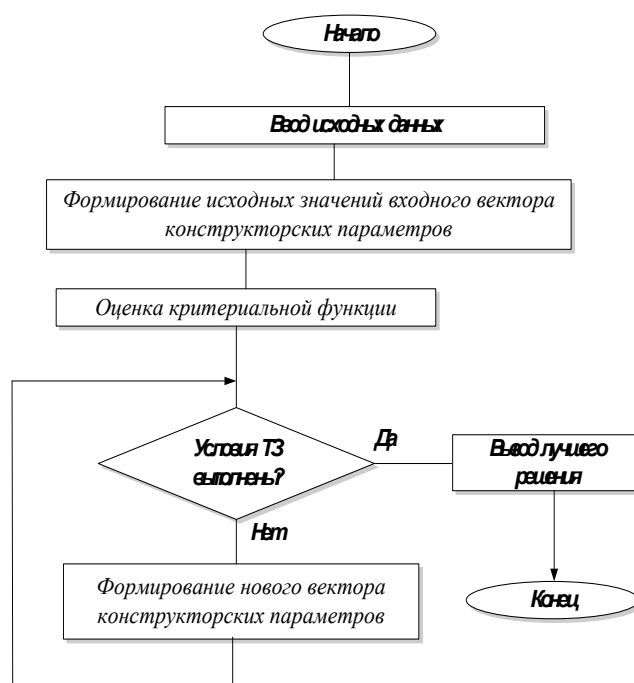 Начало
Ввод исходных данных
Формирование исходных значений входного вектора
конструкторских параметров
Оценка критериальной функции
Условия ТЗ
выполнены?
Да
Вывод лучшего
решения
Нет
Формирование нового вектора
конструкторских параметров
Конец